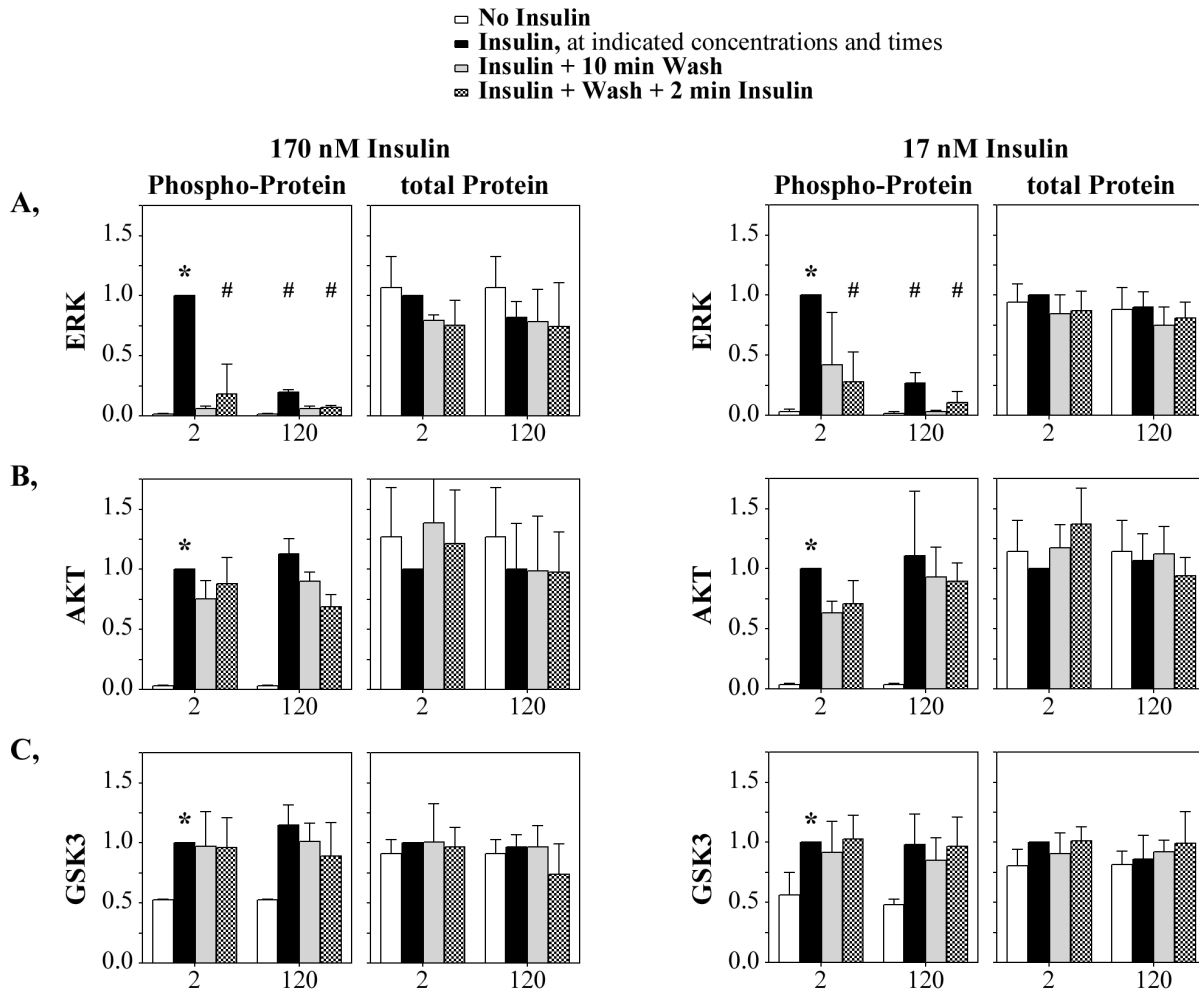 No Insulin
Insulin, at indicated concentrations and times
Insulin + 10 min Wash
Insulin + Wash + 2 min Insulin
170 nM Insulin 17 nM Insulin
Phospho-Protein total Protein Phospho-Protein total Protein
A,
ERK
1.5
1.0
0.5
0.0
* # # #
2 120 2 120
ERK
1.5
1.0
0.5
0.0
* # # #
2 120 2 120
B,
AKT
1.5
1.0
0.5
0.0
*
2 120 2 120
AKT
1.5
1.0
0.5
0.0
*
2 120 2 120
C,
GSK3
1.5
1.0
0.5
0.0
*
2 120 2 120
GSK3
1.5
1.0
0.5
0.0
*
2 120 2 120